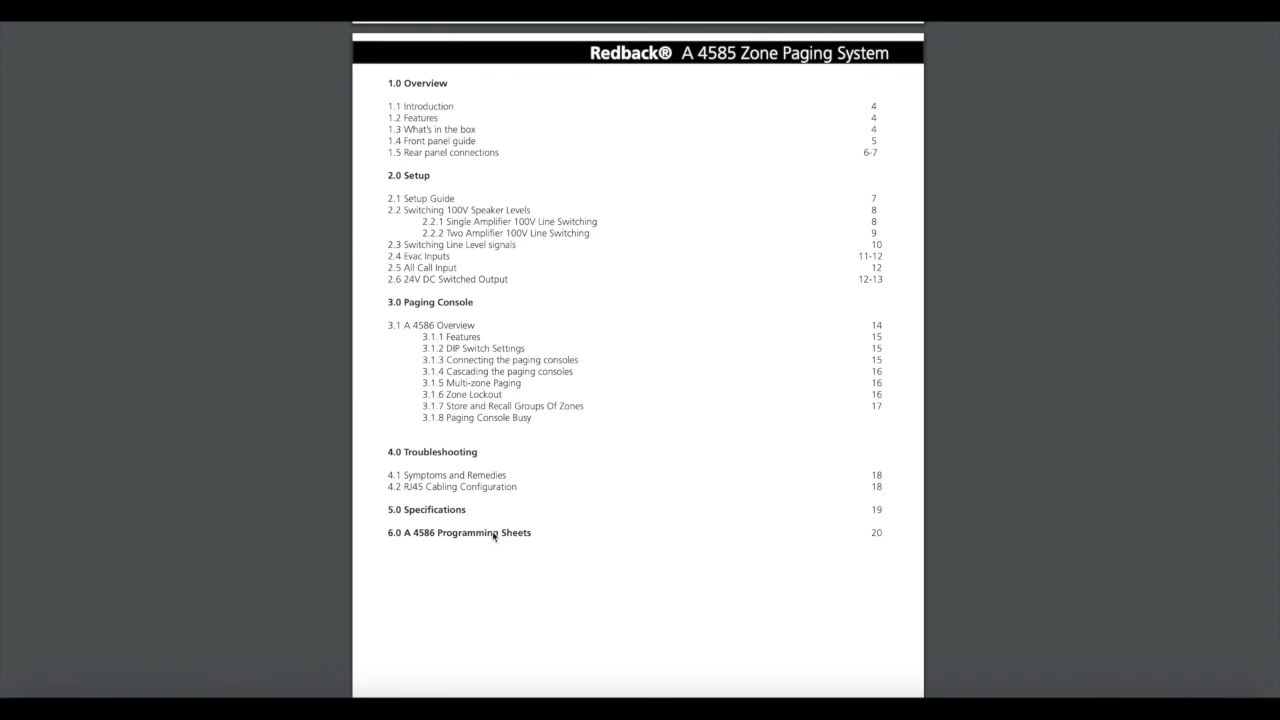 Redback® A 4585 Zone Paging System
1.0 Overview
1.1 Introduction 4
1.2 Features 4
1.3 What's in the box 4
1.4 Front panel guide 5
1.5 Rear panel connections 6-7
2.0 Setup
2.1 Setup Guide 7
2.2 Switching 100V Speaker Levels 8
2.2.1 Single Amplifier 100V Line Switching 8
2.2.2 Two Amplifier 100V Line Switching 9
2.3 Switching Line Level signals 10
2.4 Evac Inputs 11-12
2.5 All Call Input 12
2.6 24V DC Switched Output 12-13
3.0 Paging Console
3.1 A 4586 Overview 14
3.1.1 Features 15
3.1.2 DIP Switch Settings 15
3.1.3 Connecting the paging consoles 15
3.1.4 Cascading the paging consoles 16
3.1.5 Multi-zone Paging 16
3.1.6 Zone Lockout 16
3.1.7 Store and Recall Groups Of Zones 17
3.1.8 Paging Console Busy
4.0 Troubleshooting
4.1 Symptoms and Remedies 18
4.2 RJ45 Cabling Configuration 18
5.0 Specifications 19
6.0 A 4586 Programming Sheets 20